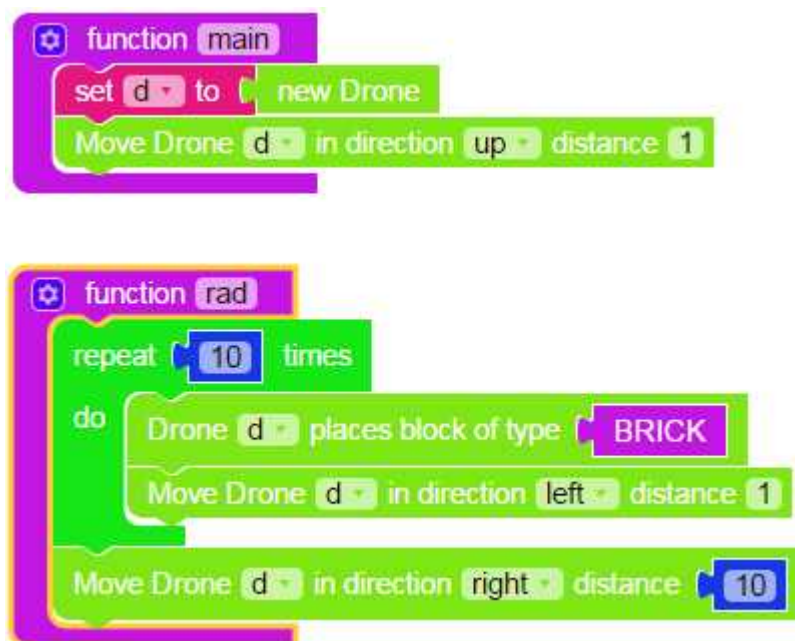 function main
set d to new Drone
Move Drone d in direction up distance 1
function rad
repeat 10 times
do
Drone d places block of type BRICK
Move Drone d in direction left distance 1
Move Drone d in direction right distance 10